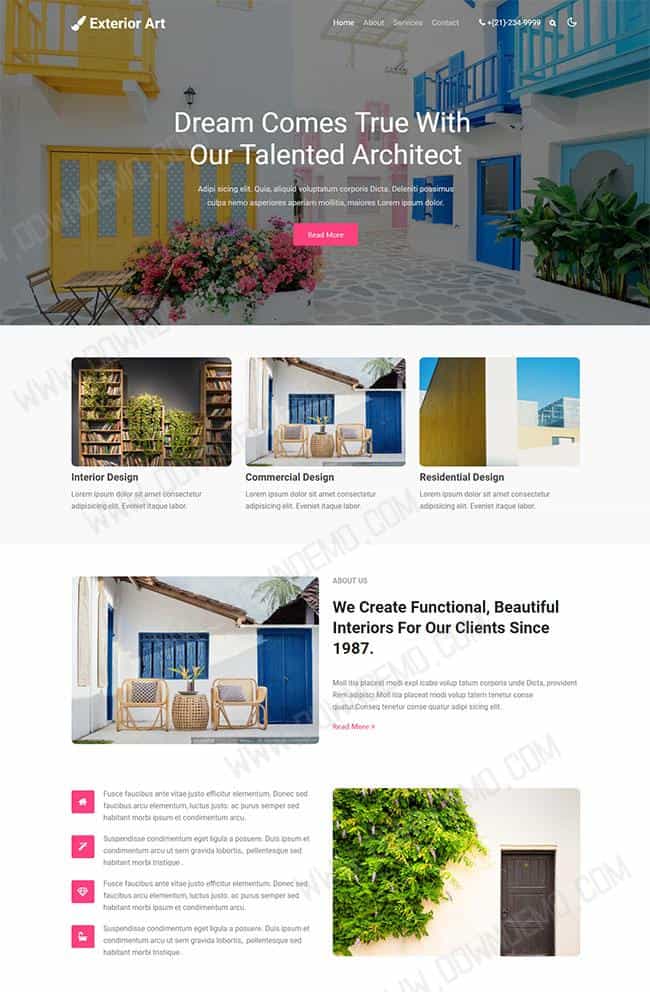 Exterior Art
Home About Services Contact +(21)-234-9999
Dream Comes True With
Our Talented Architect
Adipi sicing elit. Quia, aliquid voluptatum corporis Dicta. Deleniti possimus
culpa nemo asperiores aperiam mollitia, maiores Lorem ipsum dolor.
Read More
Interior Design
Lorem ipsum dolor sit amet consectetur
adipisicing elit. Eveniet itaque labor.
Commercial Design
Lorem ipsum dolor sit amet consectetur
adipisicing elit. Eveniet itaque labor.
Residential Design
Lorem ipsum dolor sit amet consectetur
adipisicing elit. Eveniet itaque labor.
ABOUT US
We Create Functional, Beautiful
Interiors For Our Clients Since
1987.
Moll itia placeat modi expl icabo volup tatum corporis unde Dicta, provident
Rem adipisci Moll itia placeat modi volup tatem tenetur conse
quatur.Conseq tenetur conse quatur adipi sicing elit.
Read More »
Fusce faucibus ante vitae justo efficitur elementum. Donec sed
faucibus arcu elementum, luctus justo. ac purus semper sed
habitant morbi ipsum et condimentum arcu.
Suspendisse condimentum eget ligula a posuere. Duis ipsum et
condimentum arcu ut sem gravida lobortis,. pellentesque sed
habitant morbi tristique .
Fusce faucibus ante vitae justo efficitur elementum. Donec sed
faucibus arcu elementum, luctus justo. ac purus semper sed
habitant morbi ipsum et condimentum arcu.
Suspendisse condimentum eget ligula a posuere. Duis ipsum et
condimentum arcu ut sem gravida lobortis,. pellentesque sed
habitant morbi tristique .
WWW.DOWNDEMO.COM
WWW.DOWNDEMO.COM
WWW.DOWNDEMO.COM